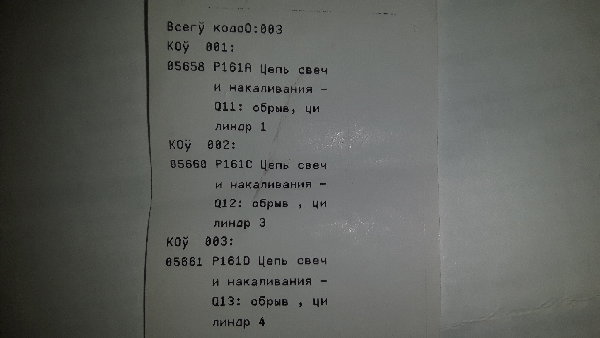 Всегў кодоО:003
КОў 001:
05658 P161A Цепь свеч
и накаливания -
Q11: обрыв, ци
линдр 1
КОў 002:
05660 P161C Цепь свеч
и накаливания -
Q12: обрыв , ци
линдр 3
КОў 003:
05661 P161D Цепь свеч
и накаливания -
Q13: обрыв , ци
линдр 4